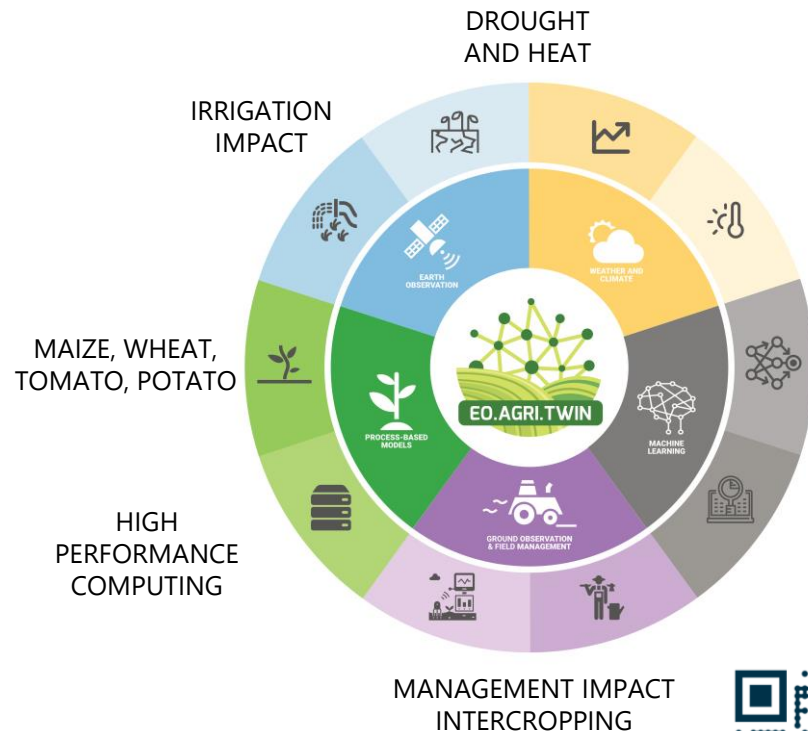 DROUGHT
AND HEAT
IRRIGATION
IMPACT
EARTH
OBSERVATION
WEATHER AND
CLIMATE
MAIZE, WHEAT,
TOMATO, POTATO
EO.AGRI.TWIN
PROCESS-BASED
MODELS
MACHINE
LEARNING
HIGH
PERFORMANCE
COMPUTING
GROUND OBSERVATION
& FIELD MANAGEMENT
MANAGEMENT IMPACT
INTERCROPPING